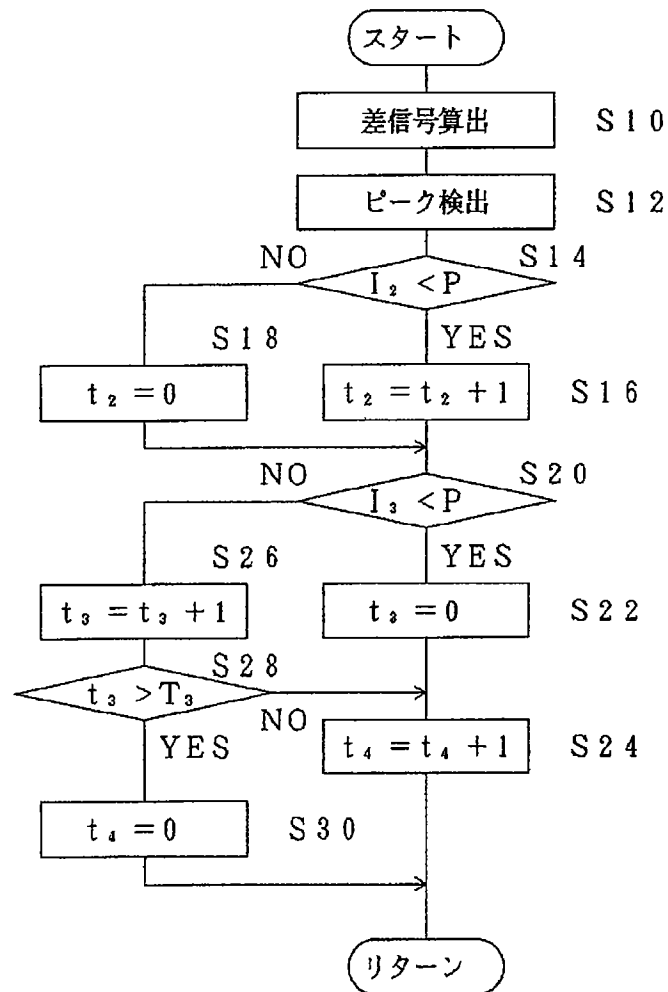 スタート
差信号算出 S10
ピーク検出 S12
NO S14
I₂<P
S18 YES
t₂=0 t₂=t₂+1 S16
NO S20
I₃<P
S26 YES
t₃=t₃+1 t₃=0 S22
S28
t₃>T₃
NO
YES t₄=t₄+1 S24
t₄=0 S30
リターン